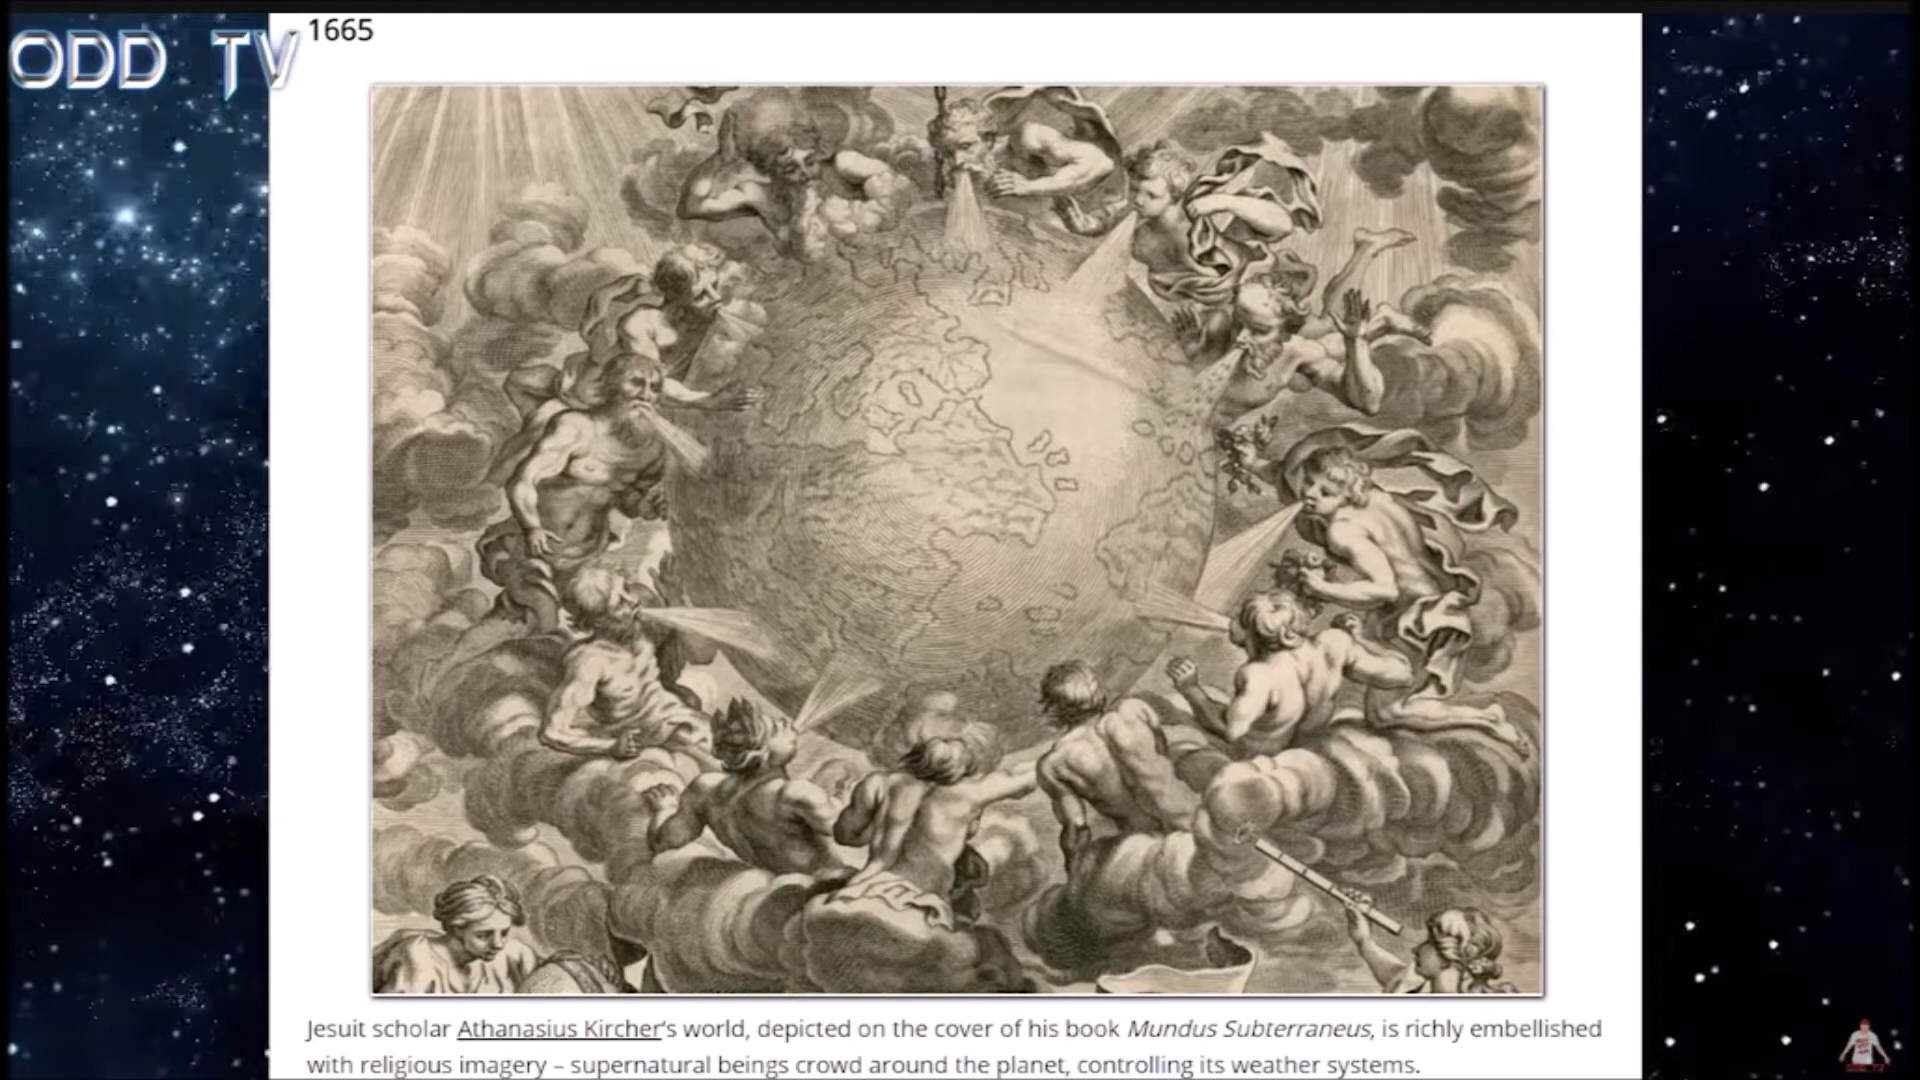 ODD TV
1665
Jesuit scholar Athanasius Kircher's world, depicted on the cover of his book Mundus Subterraneus, is richly embellished
with religious imagery – supernatural beings crowd around the planet, controlling its weather systems.